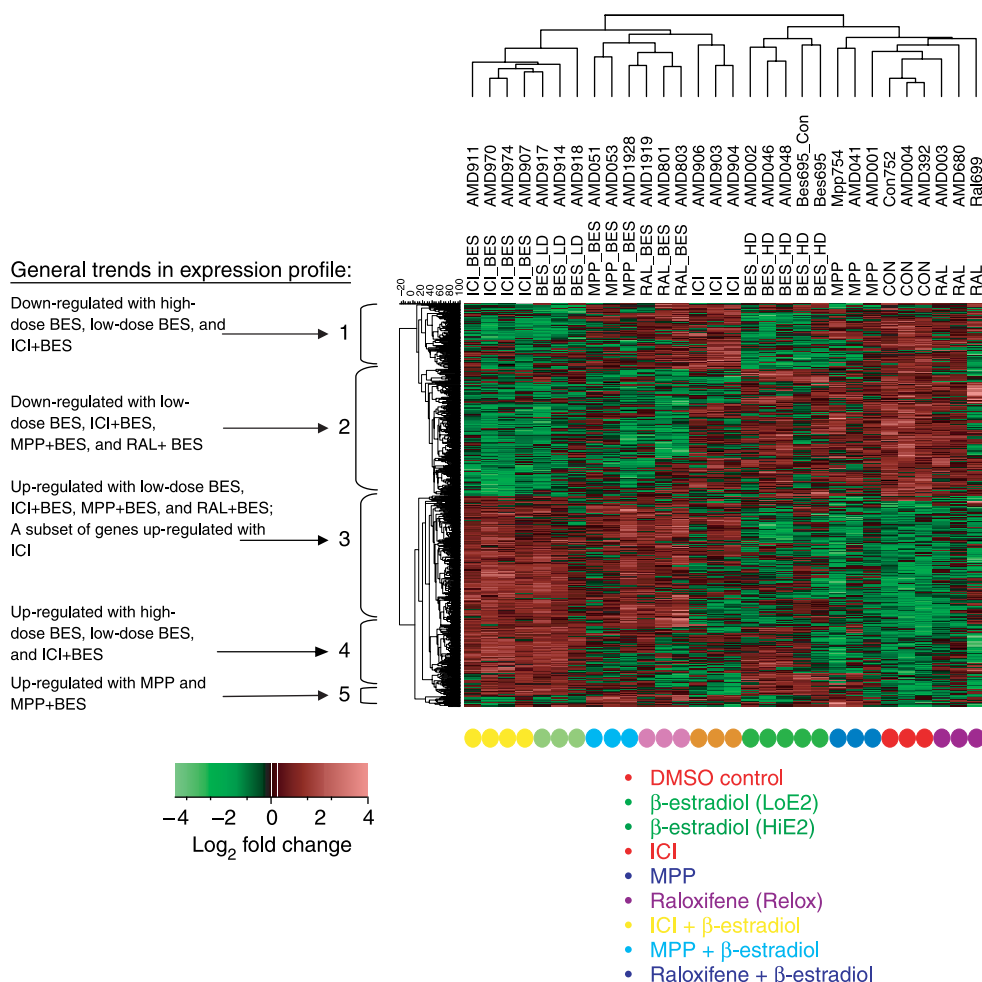 AMD911
AMD970
AMD974
AMD907
AMD917
AMD914
AMD918
AMD051
AMD053
AMD1928
AMD1919
AMD801
AMD803
AMD906
AMD903
AMD904
AMD002
AMD046
AMD048
Bes695_Con
Bes695
Mpp754
AMD041
AMD001
Con752
AMD004
AMD392
AMD003
AMD680
Ral699
ICI_BES
ICI_BES
ICI_BES
ICI_BES
BES_LD
BES_LD
BES_LD
MPP_BES
MPP_BES
MPP_BES
RAL_BES
RAL_BES
RAL_BES
ICI
ICI
ICI
BES_HD
BES_HD
BES_HD
BES_HD
BES_HD
MPP
MPP
MPP
CON
CON
CON
RAL
RAL
RAL
General trends in expression profile:
−20
0
20
40
60
80
100
Down-regulated with high-
dose BES, low-dose BES, and
ICI+BES
1
Down-regulated with low-
dose BES, ICI+BES,
MPP+BES, and RAL+ BES
2
Up-regulated with low-dose BES,
ICI+BES, MPP+BES, and RAL+BES;
A subset of genes up-regulated with
ICI
3
Up-regulated with high-
dose BES, low-dose BES,
and ICI+BES
4
Up-regulated with MPP and
MPP+BES
5
−4 −2 0 2 4
Log2 fold change
• DMSO control
• β-estradiol (LoE2)
• β-estradiol (HiE2)
• ICI
• MPP
• Raloxifene (Relox)
• ICI + β-estradiol
• MPP + β-estradiol
• Raloxifene + β-estradiol